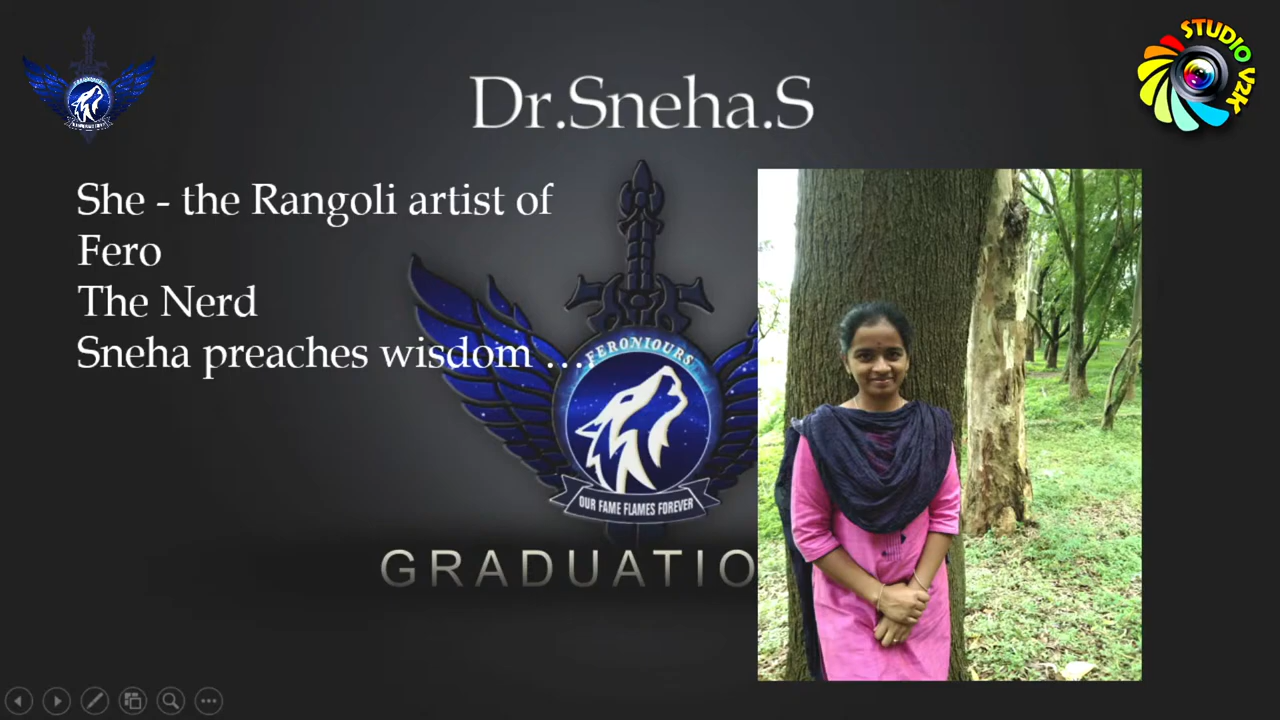 STUDIO V2K
Dr.Sneha.S
She - the Rangoli artist of
Fero
The Nerd
Sneha preaches wisdom ….
FERONIOURS
OUR FAME FLAMES FOREVER
GRADUATIO